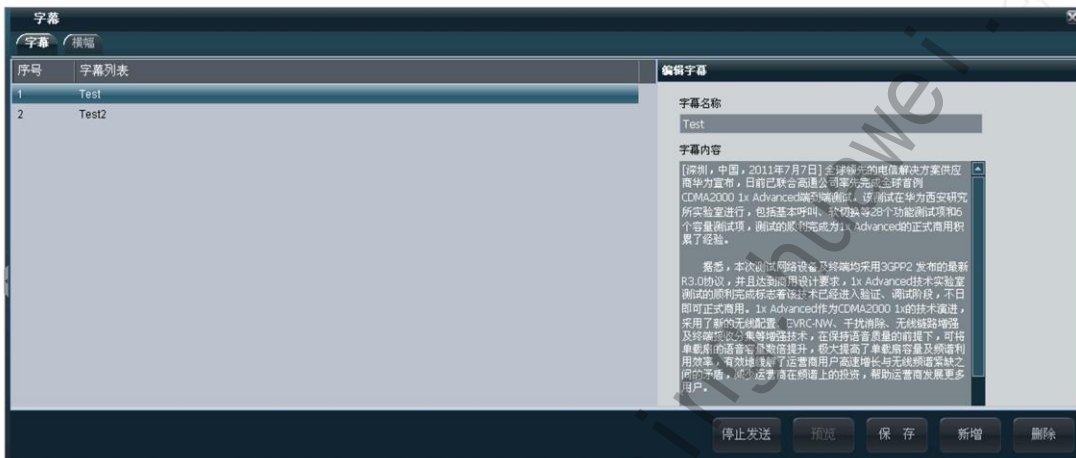 字幕
字幕 横幅
序号 字幕列表
1 Test
2 Test2
编辑字幕
字幕名称
Test
字幕内容
[深圳，中国，2011年7月7日] 全球领先的电信解决方案供应
商华为宣布，日前已联合高通公司率先完成全球首例
CDMA2000 1x Advanced端到端测试。该测试在华为西安研究
所实验室进行，包括基本呼叫、软切换等28个功能测试项和6
个容量测试项，测试的顺利完成为1x Advanced的正式商用积
累了经验。
据悉，本次测试网络设备及终端均采用3GPP2 发布的最新
R3.0协议，并且达到商用设计要求，1x Advanced技术实验室
测试的顺利完成标志着该技术已经进入验证、调试阶段，不日
即可正式商用。1x Advanced作为CDMA2000 1x的技术演进，
采用了新的无线配置、EVRC-NW、干扰消除、无线链路增强
及终端接收分集等增强技术，在保持语音质量的前提下，可将
单载扇的语音容量数倍提升，极大提高了单载扇容量及频谱利
用效率，有效地缓解了运营商用户高速增长与无线频谱紧缺之
间的矛盾，减少运营商在频谱上的投资，帮助运营商发展更多
用户。
停止发送 预览 保 存 新增 删除
ing.huawei.